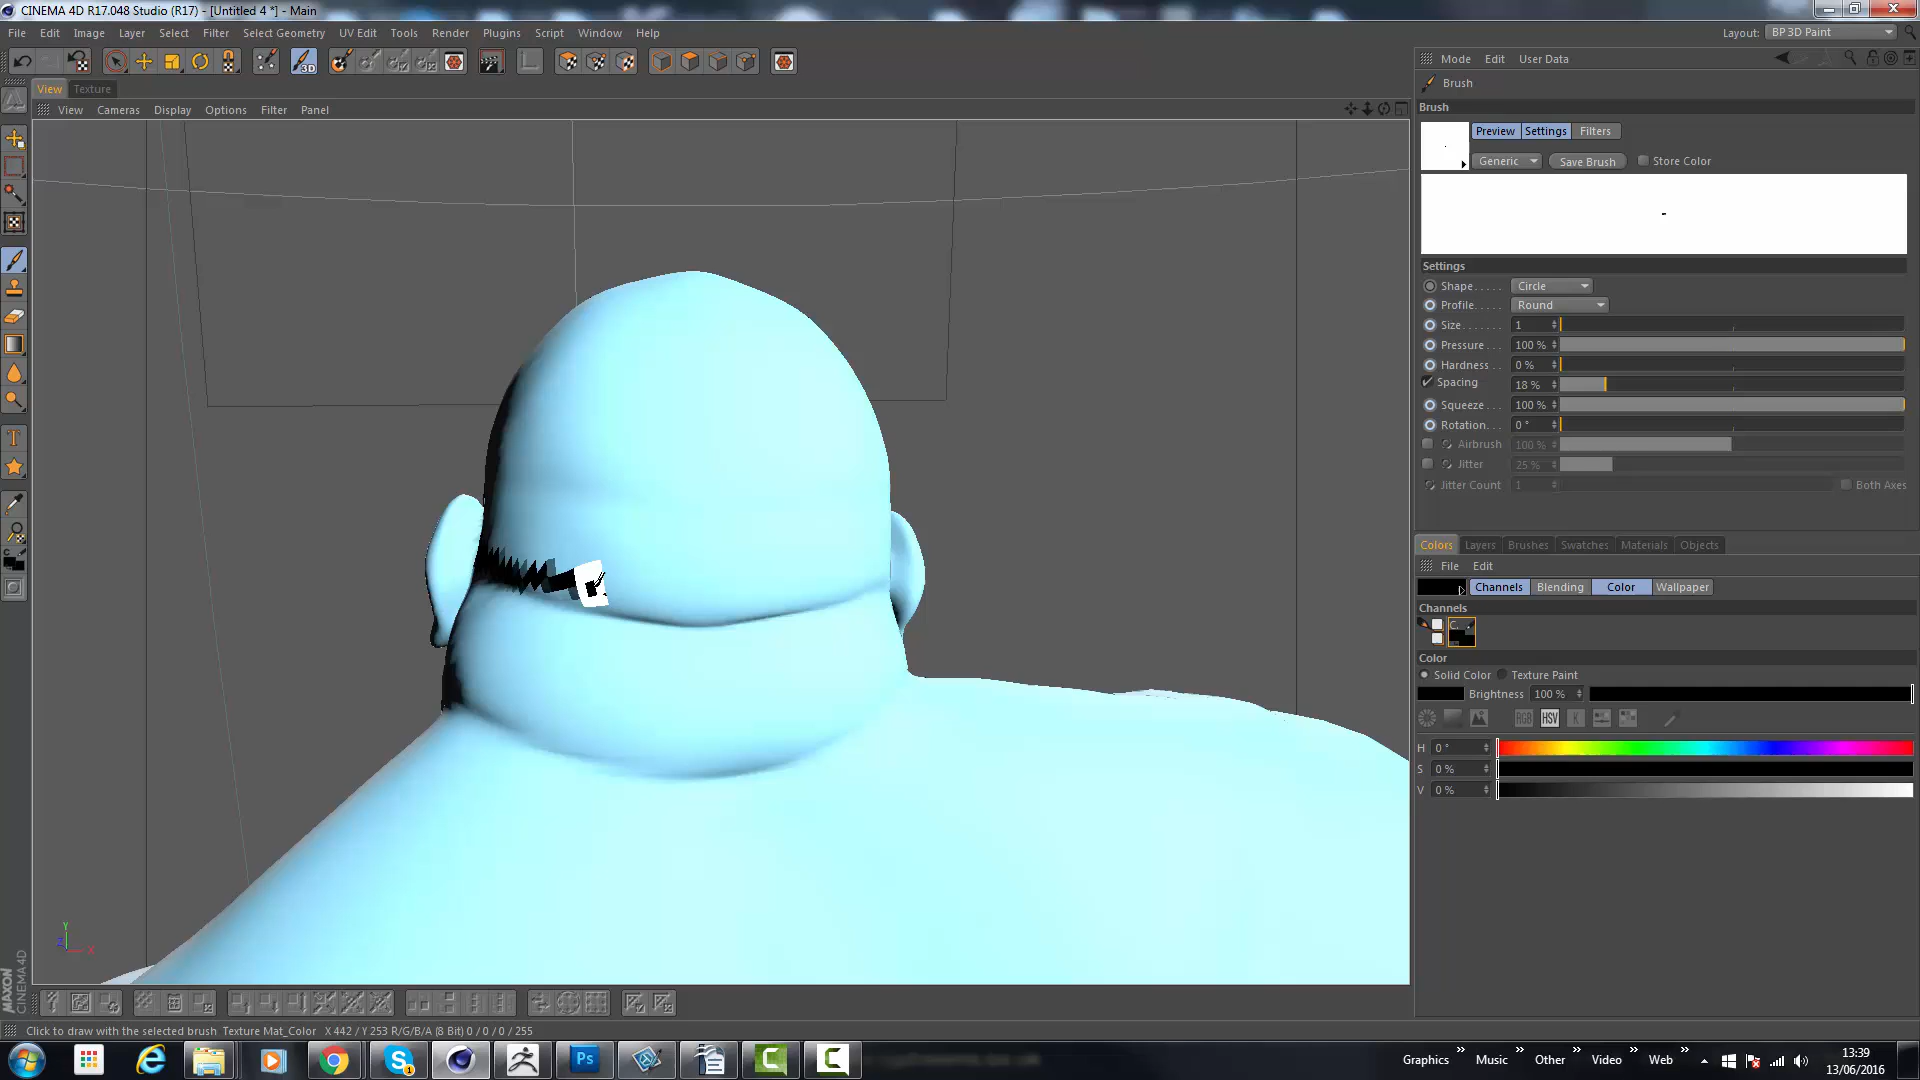 CINEMA 4D R17.048 Studio (R17) - [Untitled 4 *] - Main
File Edit Image Layer Select Filter Select Geometry UV Edit Tools Render Plugins Script Window Help
Layout: BP 3D Paint
View Texture
View Cameras Display Options Filter Panel
Mode Edit User Data
Brush
Brush
Preview Settings Filters
Generic Save Brush Store Color
Settings
Shape..... Circle
Profile..... Round
Size....... 1
Pressure... 100 %
Hardness.. 0 %
Spacing 18 %
Squeeze... 100 %
Rotation... 0 °
Airbrush 100 %
Jitter 25 %
Jitter Count 1 Both Axes
Colors Layers Brushes Swatches Materials Objects
File Edit
Channels Blending Color Wallpaper
Channels
C.
Color
Solid Color Texture Paint
Brightness 100 %
RGB HSV K
H 0 °
S 0 %
V 0 %
Y
Z X
MAXON CINEMA 4D
Click to draw with the selected brush Texture Mat_Color X 442 / Y 253 R/G/B/A (8 Bit) 0 / 0 / 0 / 255
Graphics » Music » Other » Video » Web »
13:39
13/06/2016